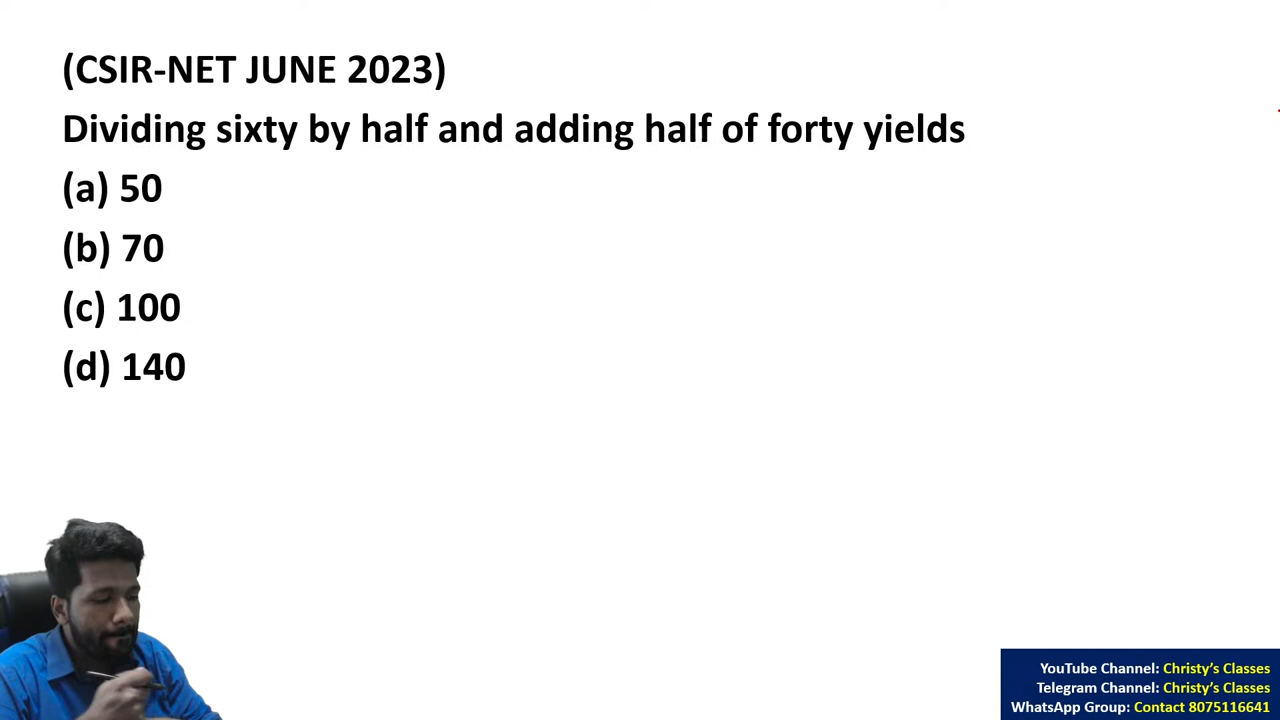 (CSIR-NET JUNE 2023)
Dividing sixty by half and adding half of forty yields
(a) 50
(b) 70
(c) 100
(d) 140
YouTube Channel: Christy's Classes
Telegram Channel: Christy's Classes
WhatsApp Group: Contact 8075116641